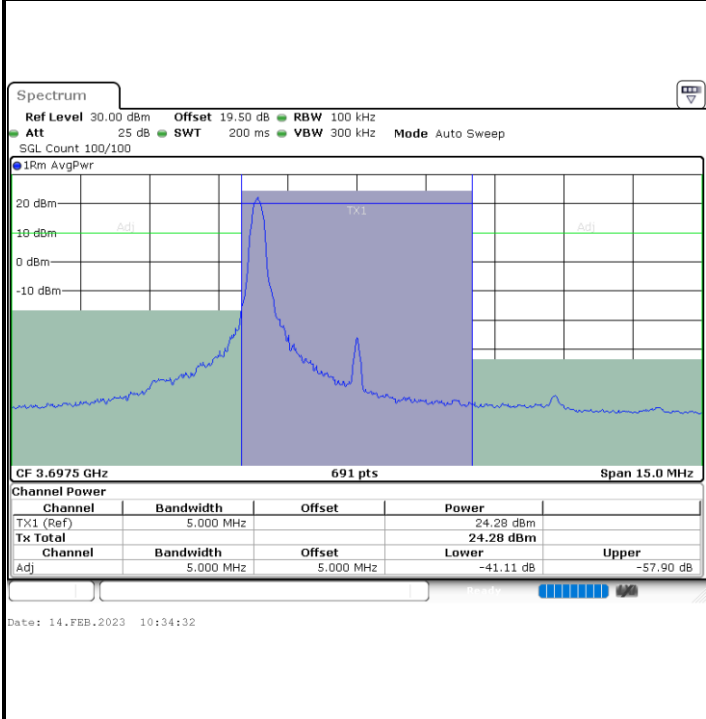 Spectrum
Ref Level 30.00 dBm Offset 19.50 dB RBW 100 kHz
Att 25 dB SWT 200 ms VBW 300 kHz Mode Auto Sweep
SGL Count 100/100
1Rm AvgPwr
20 dBm
TX1
Adj
Adj
10 dBm
0 dBm
-10 dBm
CF 3.6975 GHz 691 pts Span 15.0 MHz
Channel Power
Channel Bandwidth Offset Power
TX1 (Ref) 5.000 MHz 24.28 dBm
Tx Total 24.28 dBm
Channel Bandwidth Offset Lower Upper
Adj 5.000 MHz 5.000 MHz -41.11 dB -57.90 dB
Ready
Date: 14.FEB.2023 10:34:32